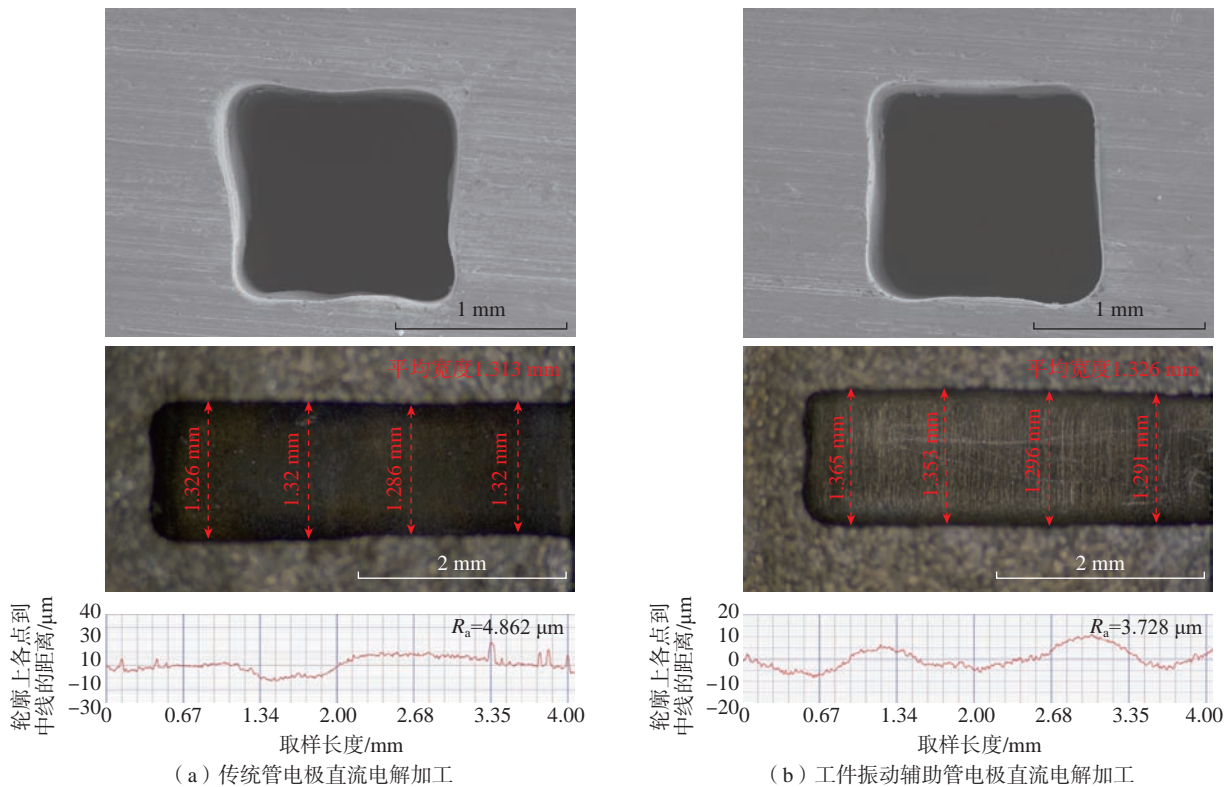 1 mm
1 mm
平均宽度1.313 mm
1.326 mm
1.32 mm
1.286 mm
1.32 mm
2 mm
平均宽度1.326 mm
1.365 mm
1.353 mm
1.296 mm
1.291 mm
2 mm
轮廓上各点到
中线的距离/μm
40
30
10
−10
−30
Ra=4.862 μm
0 0.67 1.34 2.00 2.68 3.35 4.00
取样长度/mm
(a)传统管电极直流电解加工
轮廓上各点到
中线的距离/μm
20
10
0
−10
−20
Ra=3.728 μm
0 0.67 1.34 2.00 2.68 3.35 4.00
取样长度/mm
(b)工件振动辅助管电极直流电解加工